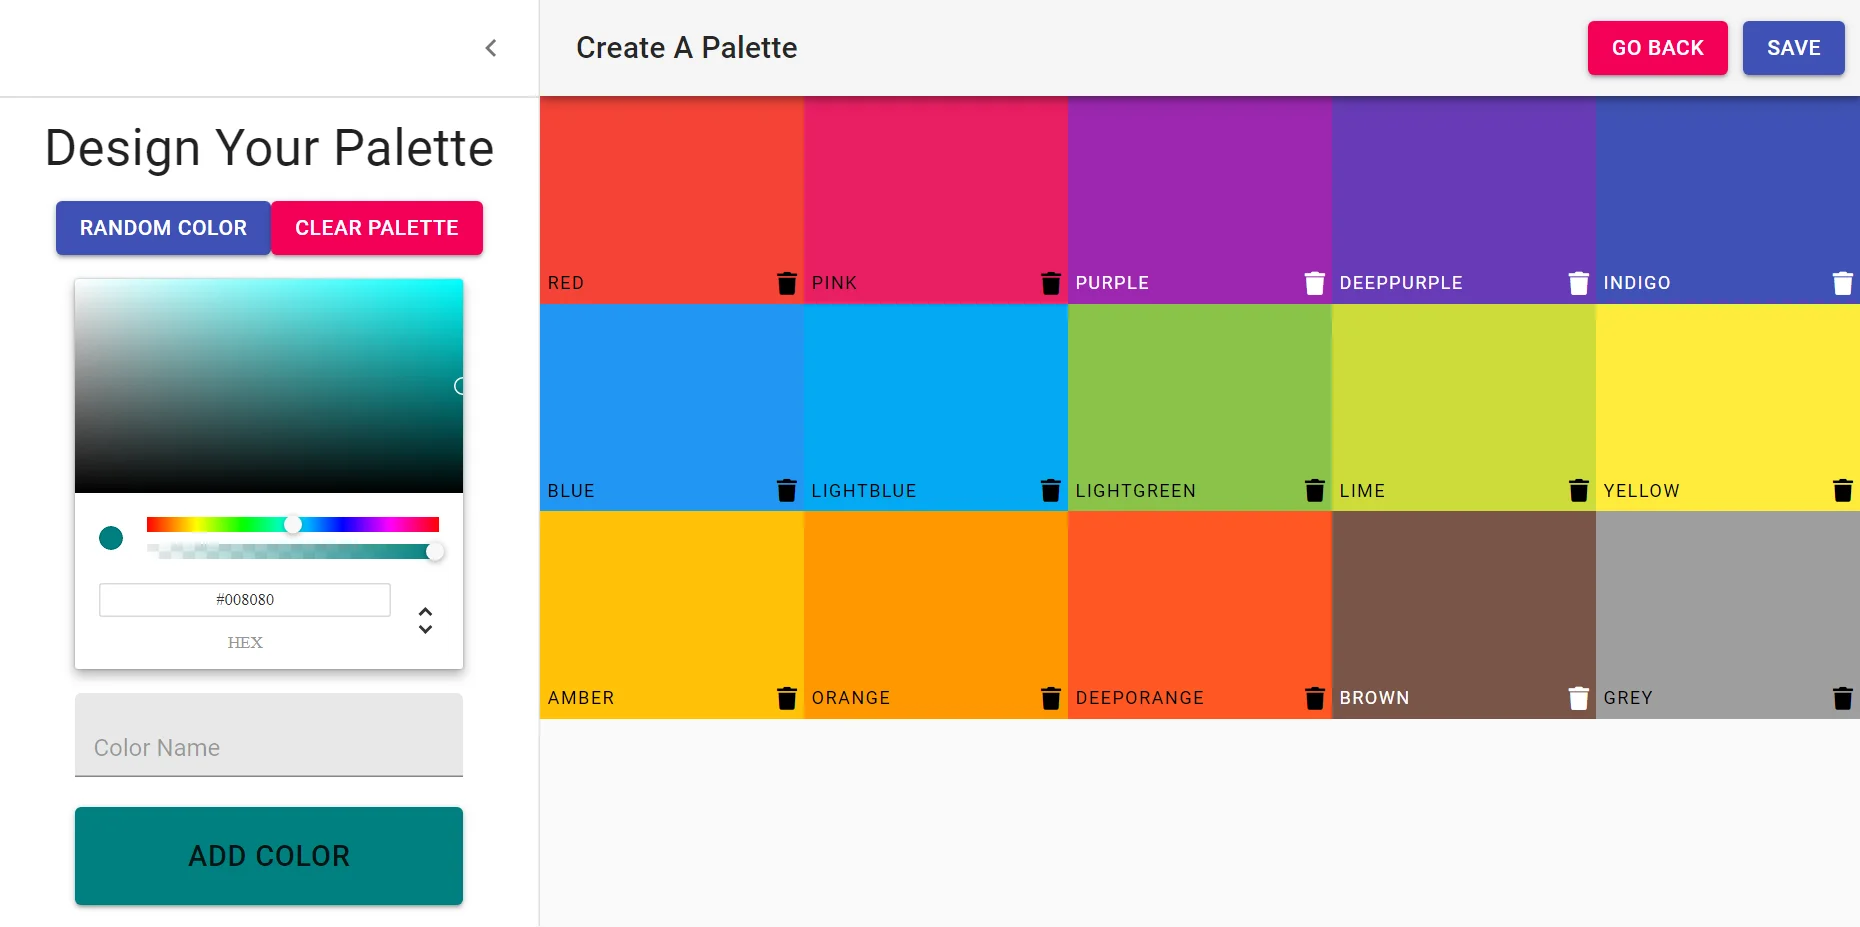 Create A Palette
GO BACK
SAVE
Design Your Palette
RANDOM COLOR
CLEAR PALETTE
#008080
HEX
Color Name
ADD COLOR
RED
PINK
PURPLE
DEEPPURPLE
INDIGO
BLUE
LIGHTBLUE
LIGHTGREEN
LIME
YELLOW
AMBER
ORANGE
DEEPORANGE
BROWN
GREY